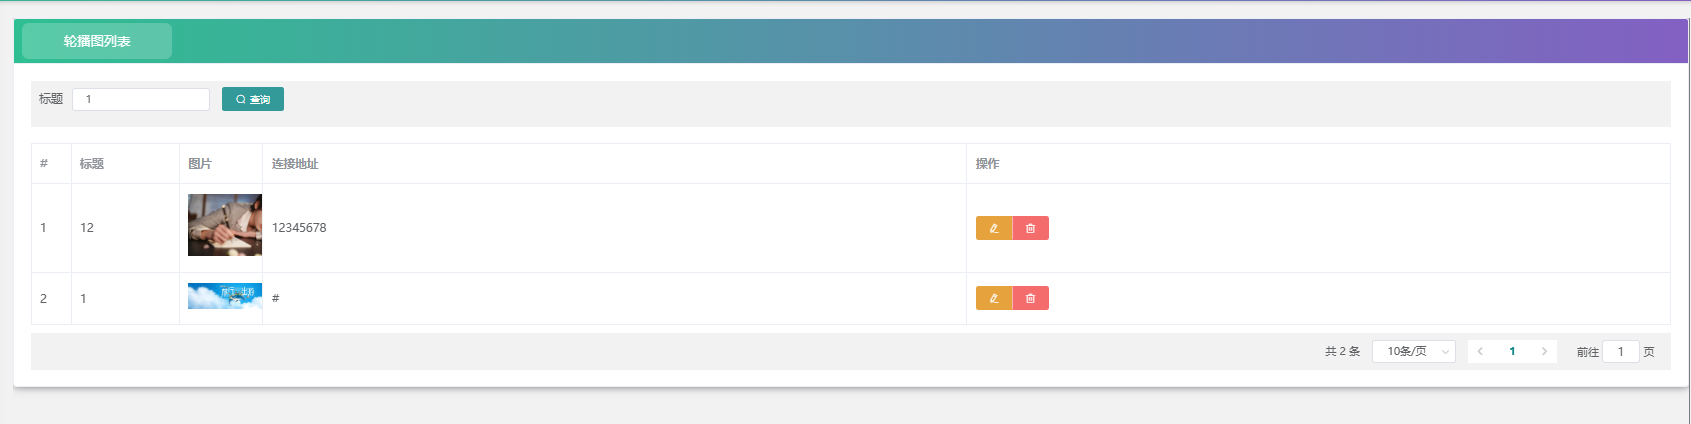 轮播图列表
标题 1 查询
# 标题 图片 连接地址 操作
1 12 12345678
2 1 #
共 2 条 10条/页 1 前往 1 页